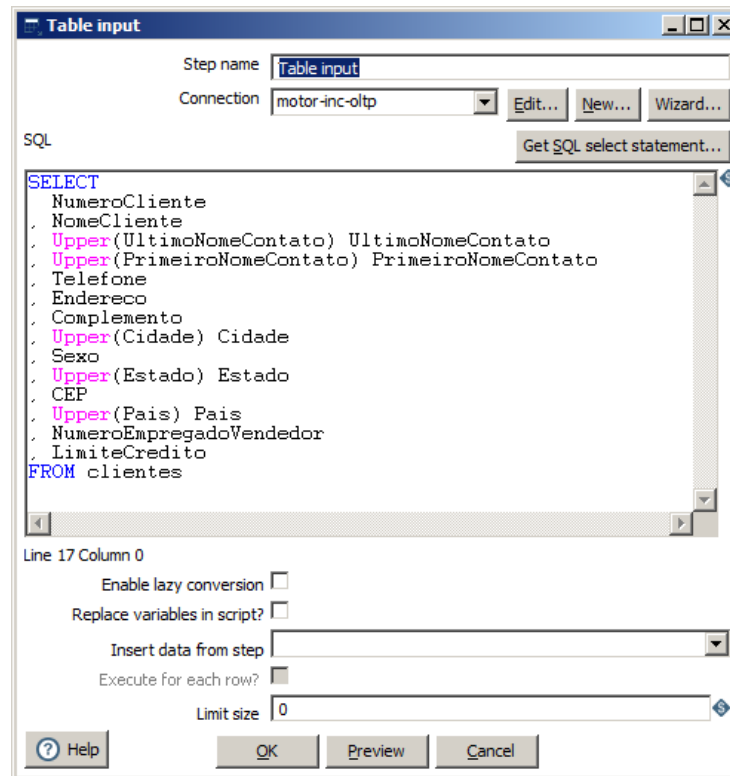 Table input
Step name Table input
Connection motor-inc-oltp Edit... New... Wizard...
SQL Get SQL select statement...
SELECT
  NumeroCliente
, NomeCliente
, Upper(UltimoNomeContato) UltimoNomeContato
, Upper(PrimeiroNomeContato) PrimeiroNomeContato
, Telefone
, Endereco
, Complemento
, Upper(Cidade) Cidade
, Sexo
, Upper(Estado) Estado
, CEP
, Upper(Pais) Pais
, NumeroEmpregadoVendedor
, LimiteCredito
FROM clientes
Line 17 Column 0
Enable lazy conversion
Replace variables in script?
Insert data from step
Execute for each row?
Limit size 0
Help OK Preview Cancel